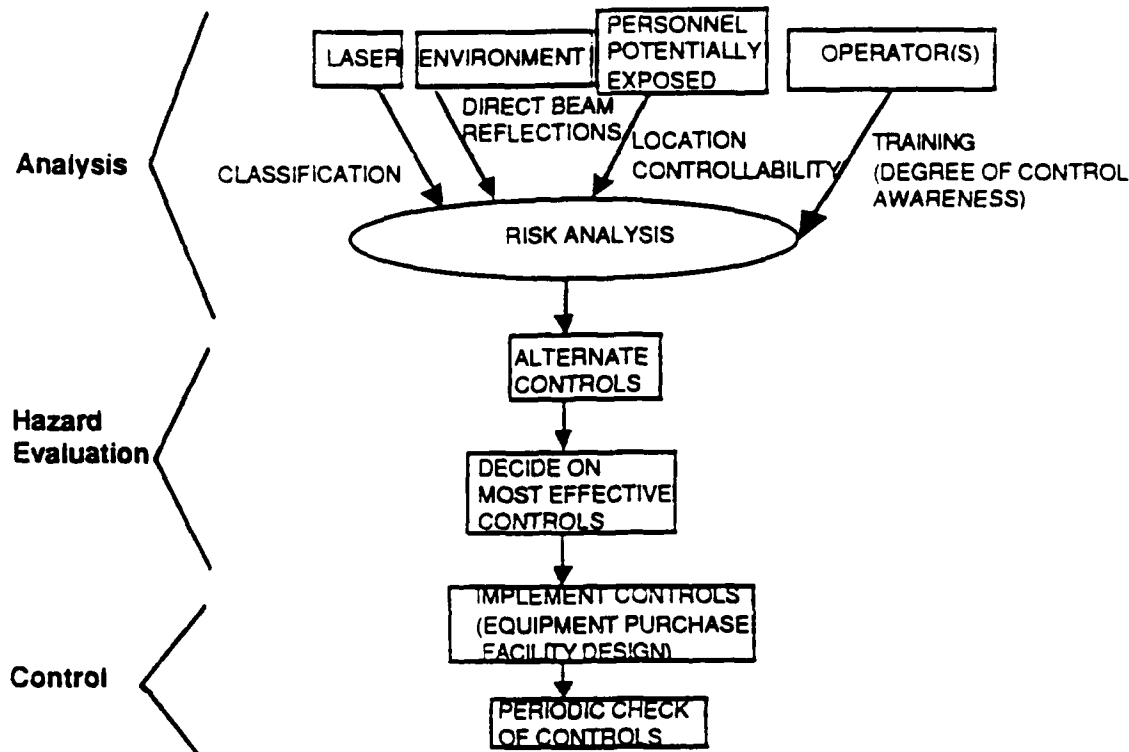 LASER
ENVIRONMENT
PERSONNEL
POTENTIALLY
EXPOSED
OPERATOR(S)
DIRECT BEAM
REFLECTIONS
Analysis
CLASSIFICATION
LOCATION
CONTROLLABILITY
TRAINING
(DEGREE OF CONTROL
AWARENESS)
RISK ANALYSIS
ALTERNATE
CONTROLS
Hazard
Evaluation
DECIDE ON
MOST EFFECTIVE
CONTROLS
IMPLEMENT CONTROLS
(EQUIPMENT PURCHASE
FACILITY DESIGN)
Control
PERIODIC CHECK
OF CONTROLS